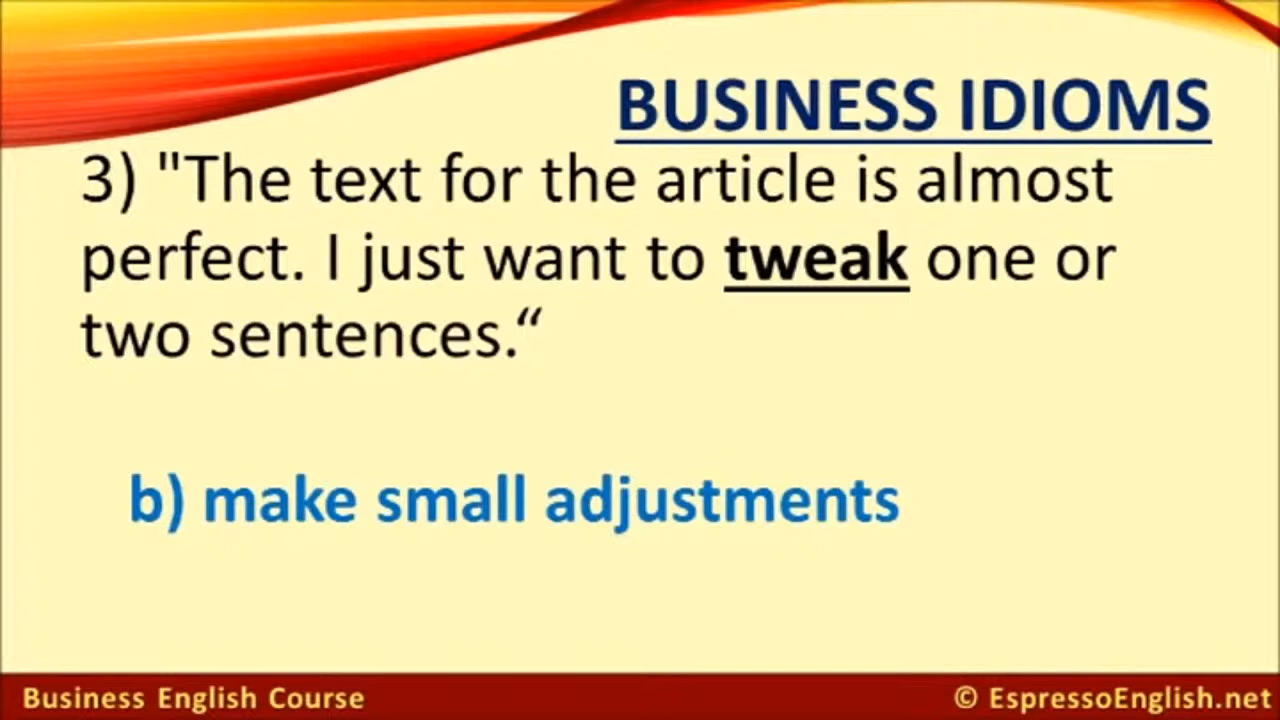 BUSINESS IDIOMS
3) "The text for the article is almost
perfect. I just want to tweak one or
two sentences.“
b) make small adjustments
Business English Course
© EspressoEnglish.net